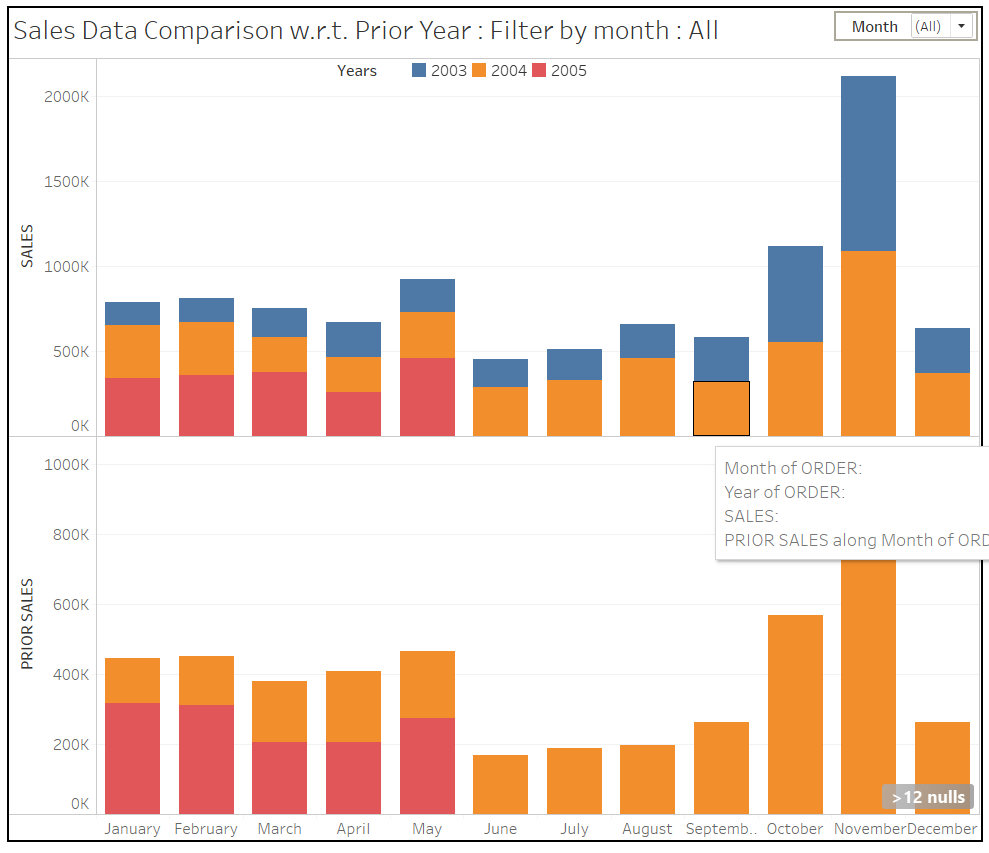 Sales Data Comparison w.r.t. Prior Year : Filter by month : All
Month (All)
Years 2003 2004 2005
2000K
1500K
1000K
500K
0K
SALES
Month of ORDER:
Year of ORDER:
SALES:
PRIOR SALES along Month of ORD
1000K
800K
600K
400K
200K
0K
PRIOR SALES
>12 nulls
January February March April May June July August Septemb.. October November December